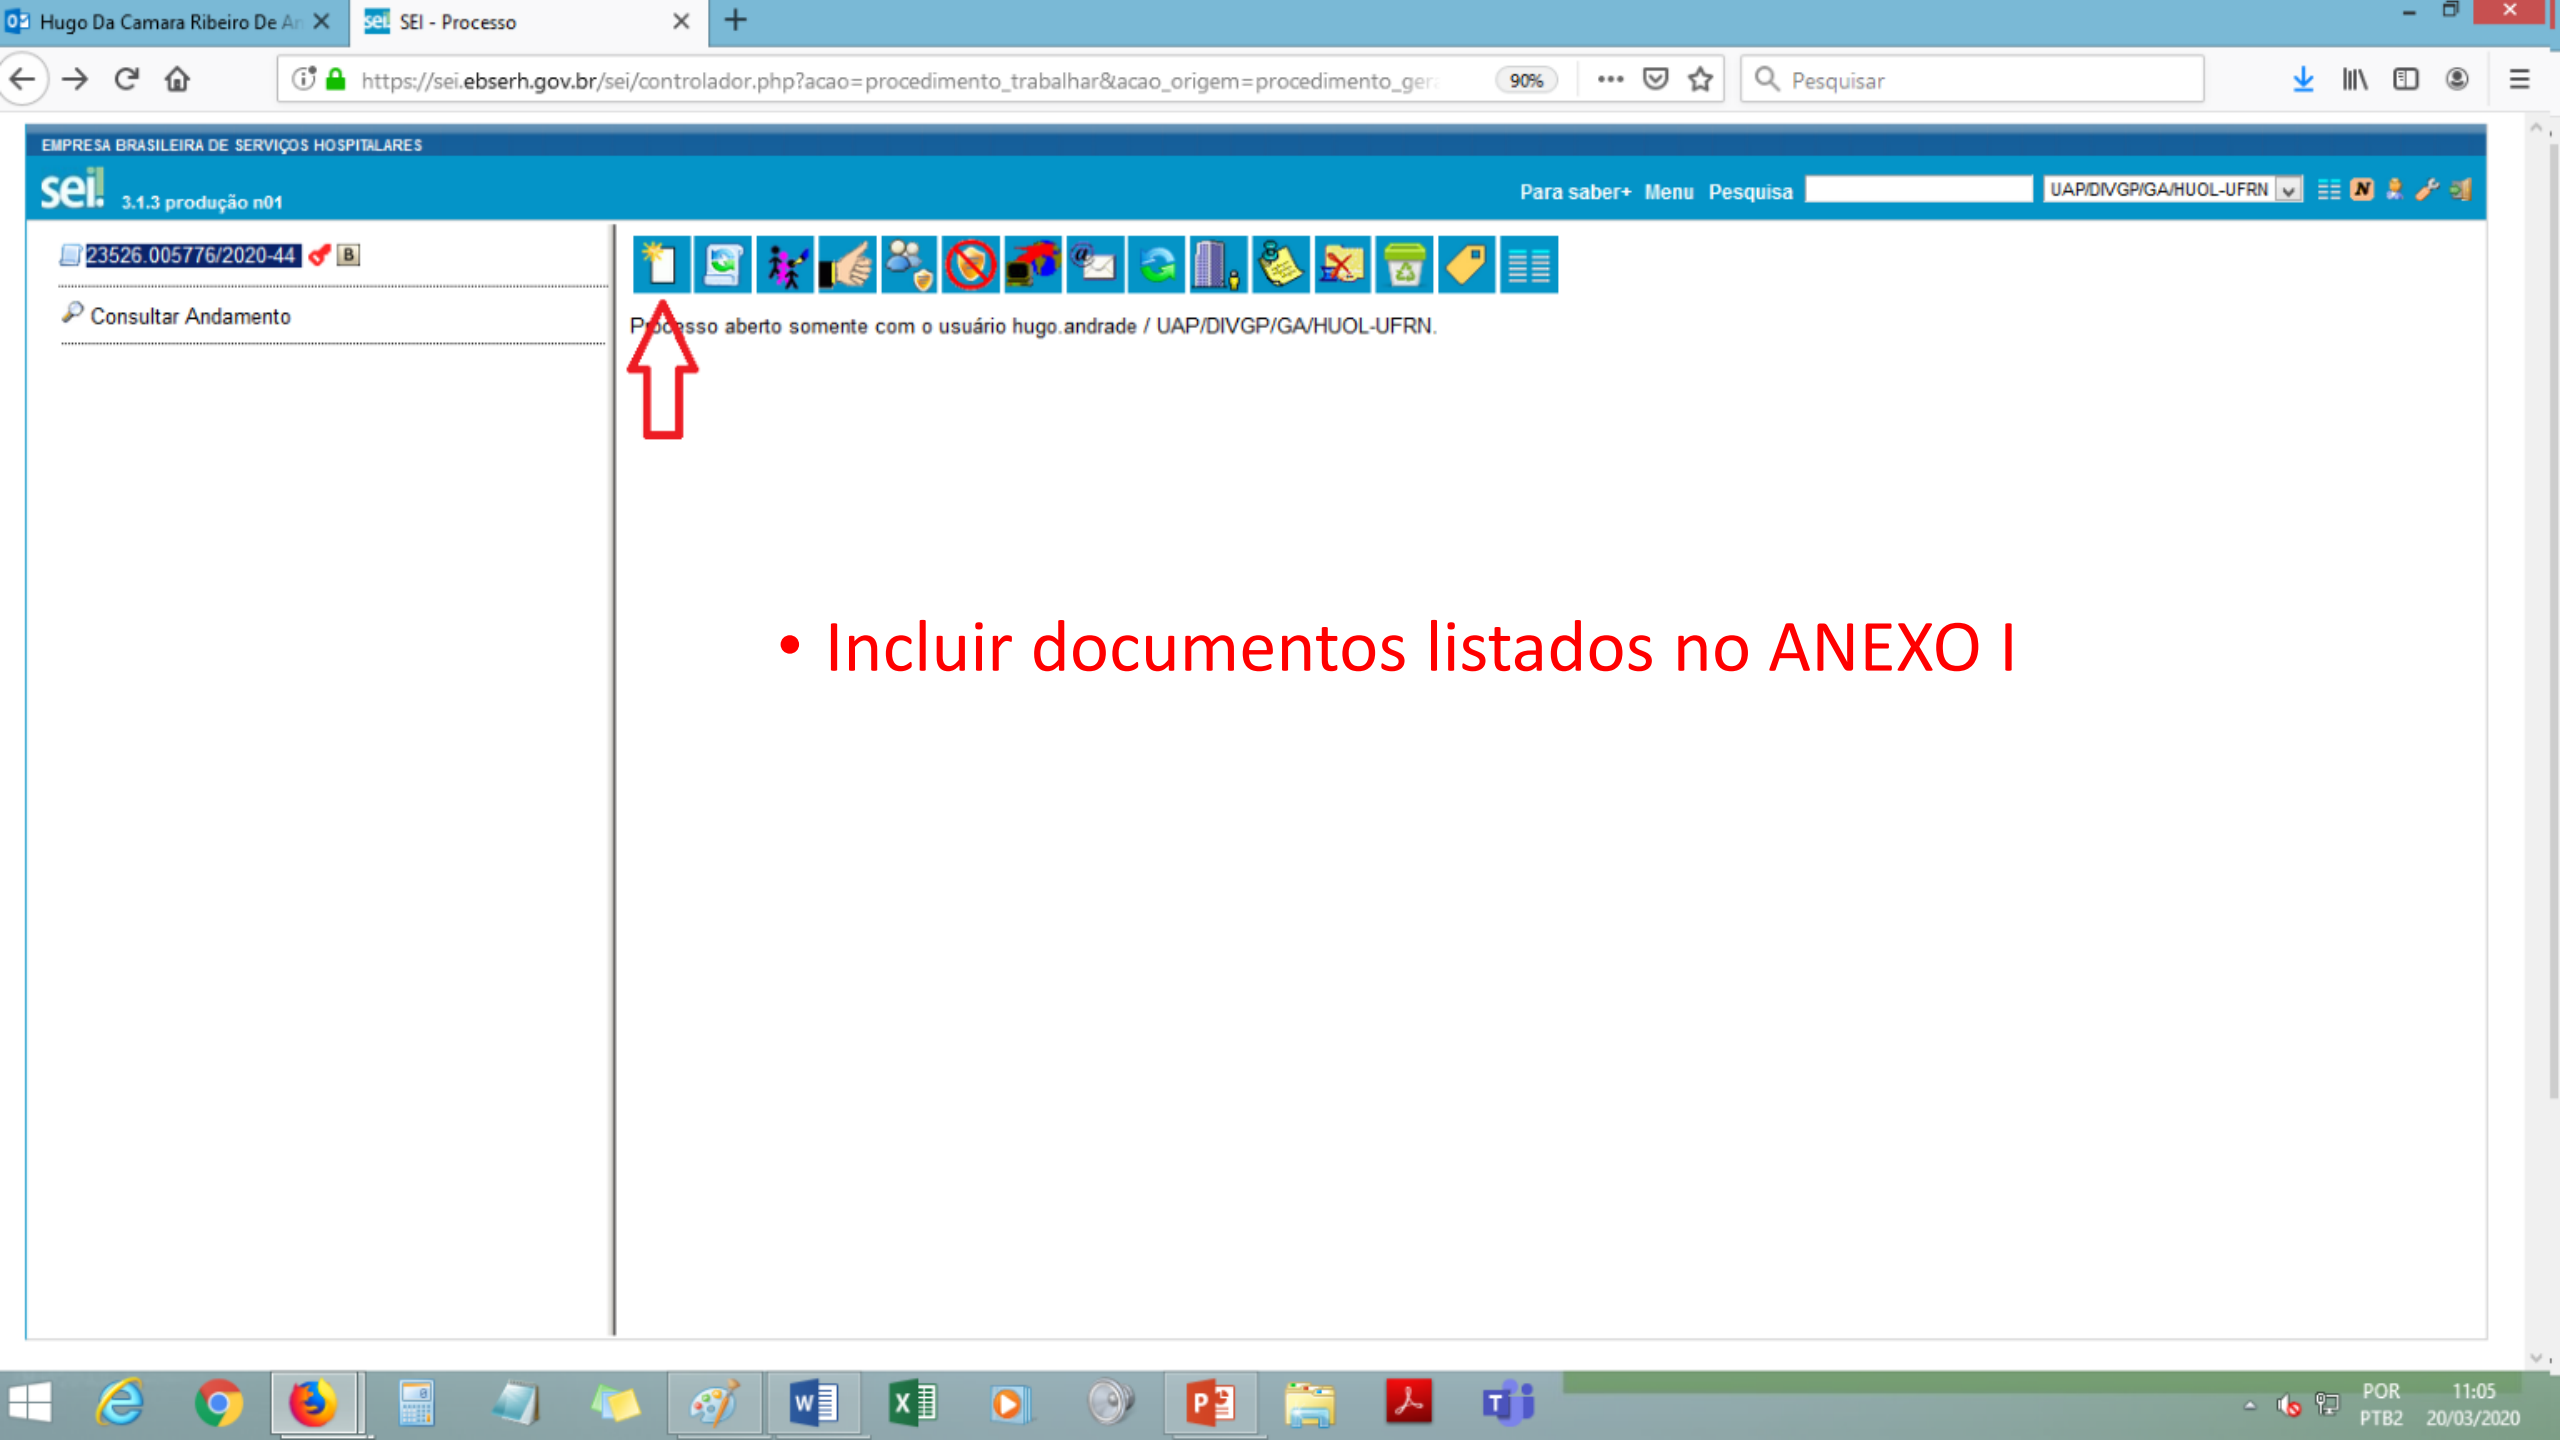 Hugo Da Camara Ribeiro De An
SEI - Processo
https://sei.ebserh.gov.br/sei/controlador.php?acao=procedimento_trabalhar&acao_origem=procedimento_ger
90%
Pesquisar
EMPRESA BRASILEIRA DE SERVIÇOS HOSPITALARES
sei! 3.1.3 produção n01
Para saber+ Menu Pesquisa
UAP/DIVGP/GA/HUOL-UFRN
23526.005776/2020-44 B
Consultar Andamento
Processo aberto somente com o usuário hugo.andrade / UAP/DIVGP/GA/HUOL-UFRN.
• Incluir documentos listados no ANEXO I
POR 11:05
PTB2 20/03/2020